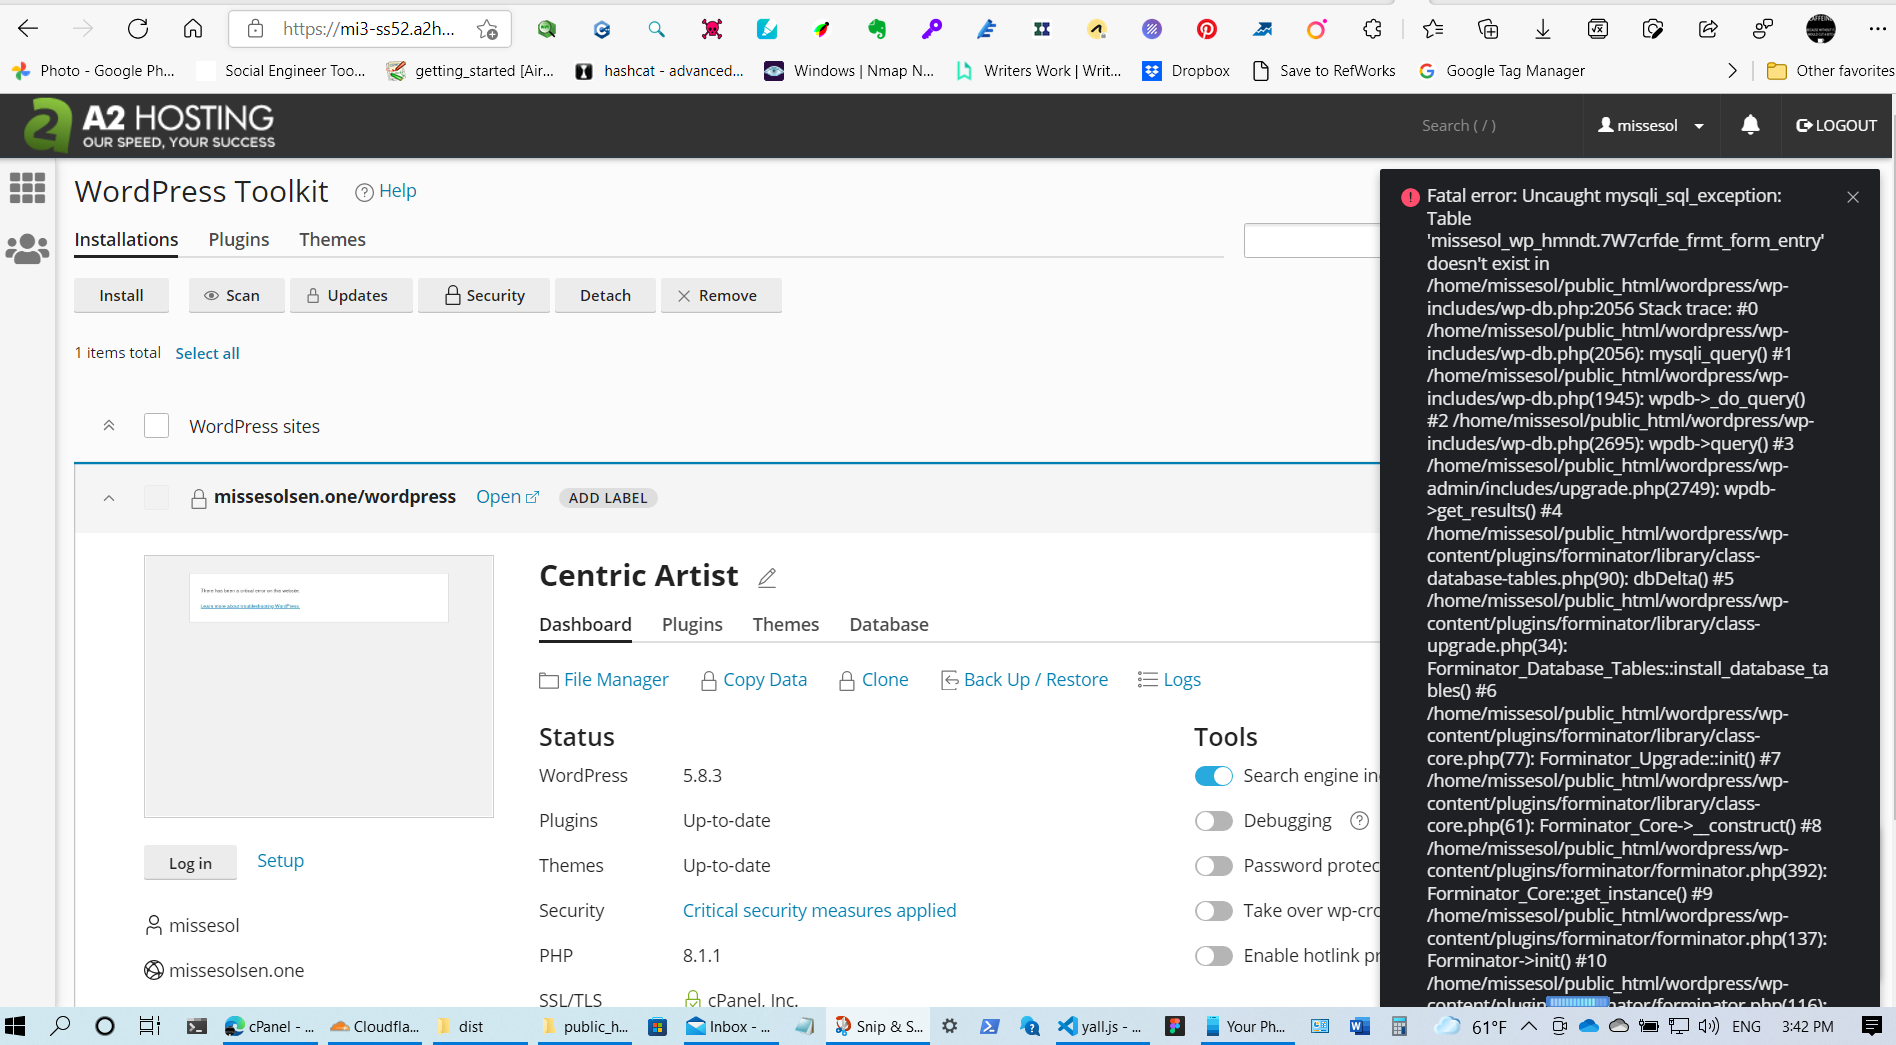 https://mi3-ss52.a2h...
Photo - Google Ph...
Social Engineer Too...
getting_started [Air...
hashcat - advanced...
Windows | Nmap N...
Writers Work | Writ...
Dropbox
Save to RefWorks
Google Tag Manager
Other favorites
A2 HOSTING
OUR SPEED, YOUR SUCCESS
Search ( / )
missesol
LOGOUT
WordPress Toolkit
Help
Installations
Plugins
Themes
Install
Scan
Updates
Security
Detach
Remove
1 items total
Select all
WordPress sites
missesolsen.one/wordpress
Open
ADD LABEL
There has been a critical error on this website.
Learn more about troubleshooting WordPress.
Log in
Setup
missesol
missesolsen.one
Centric Artist
Dashboard
Plugins
Themes
Database
File Manager
Copy Data
Clone
Back Up / Restore
Logs
Status
WordPress
5.8.3
Plugins
Up-to-date
Themes
Up-to-date
Security
Critical security measures applied
PHP
8.1.1
SSL/TLS
cPanel, Inc.
Tools
Search engine in
Debugging
Password protec
Take over wp-cro
Enable hotlink pr
Fatal error: Uncaught mysqli_sql_exception:
Table
'missesol_wp_hmndt.7W7crfde_frmt_form_entry'
doesn't exist in
/home/missesol/public_html/wordpress/wp-
includes/wp-db.php:2056 Stack trace: #0
/home/missesol/public_html/wordpress/wp-
includes/wp-db.php(2056): mysqli_query() #1
/home/missesol/public_html/wordpress/wp-
includes/wp-db.php(1945): wpdb->_do_query()
#2 /home/missesol/public_html/wordpress/wp-
includes/wp-db.php(2695): wpdb->query() #3
/home/missesol/public_html/wordpress/wp-
admin/includes/upgrade.php(2749): wpdb-
>get_results() #4
/home/missesol/public_html/wordpress/wp-
content/plugins/forminator/library/class-
database-tables.php(90): dbDelta() #5
/home/missesol/public_html/wordpress/wp-
content/plugins/forminator/library/class-
upgrade.php(34):
Forminator_Database_Tables::install_database_ta
bles() #6
/home/missesol/public_html/wordpress/wp-
content/plugins/forminator/library/class-
core.php(77): Forminator_Upgrade::init() #7
/home/missesol/public_html/wordpress/wp-
content/plugins/forminator/library/class-
core.php(61): Forminator_Core->__construct() #8
/home/missesol/public_html/wordpress/wp-
content/plugins/forminator/forminator.php(392):
Forminator_Core::get_instance() #9
/home/missesol/public_html/wordpress/wp-
content/plugins/forminator/forminator.php(137):
Forminator->init() #10
/home/missesol/public_html/wordpress/wp-
cPanel - ...
Cloudfla...
dist
public_h...
Inbox - ...
Snip & S...
yall.js - ...
Your Ph...
61°F
ENG
3:42 PM